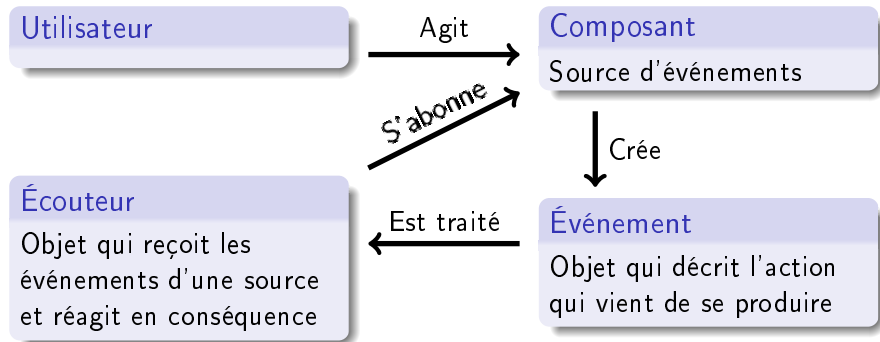 Utilisateur
Agit
Composant
Source d'événements
S'abonne
Crée
Écouteur
Objet qui reçoit les
événements d'une source
et réagit en conséquence
Est traité
Événement
Objet qui décrit l'action
qui vient de se produire